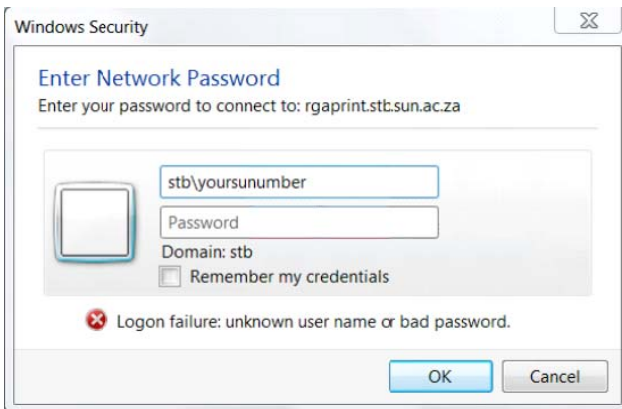 Windows Security
Enter Network Password
Enter your password to connect to: rgaprint.stb.sun.ac.za
stb\yoursunumber
Password
Domain: stb
Remember my credentials
Logon failure: unknown user name or bad password.
OK Cancel